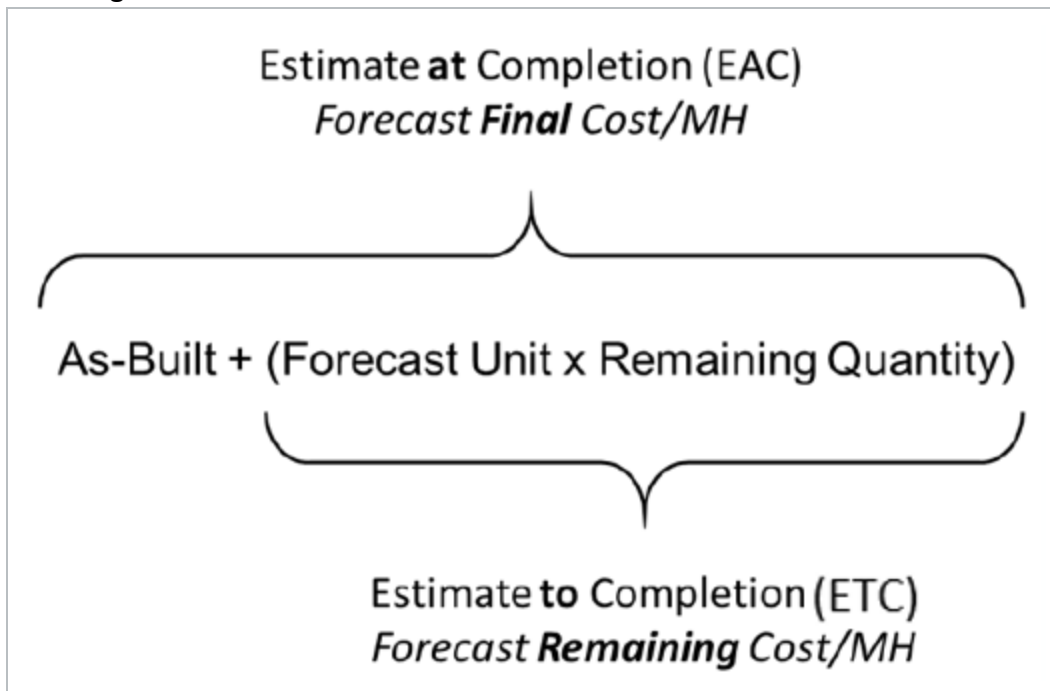 Estimate at Completion (EAC)
Forecast Final Cost/MH
As-Built + (Forecast Unit x Remaining Quantity)
Estimate to Completion (ETC)
Forecast Remaining Cost/MH